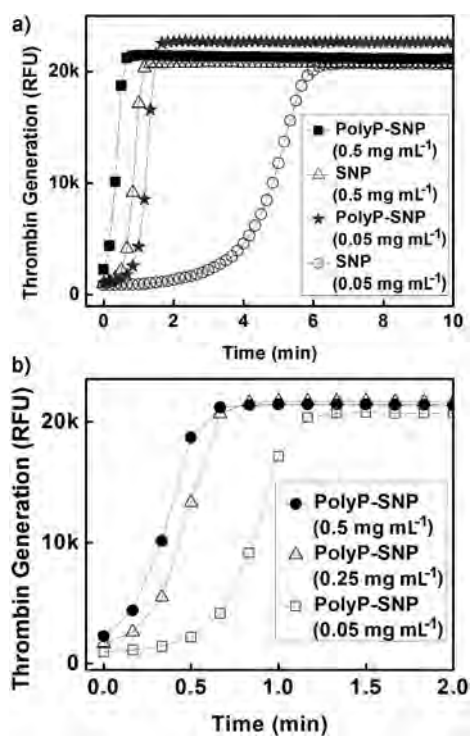 a)
Thrombin Generation (RFU)
20k
10k
0
PolyP-SNP
(0.5 mg mL⁻¹)
SNP
(0.5 mg mL⁻¹)
PolyP-SNP
(0.05 mg mL⁻¹)
SNP
(0.05 mg mL⁻¹)
0 2 4 6 8 10
Time (min)
b)
Thrombin Generation (RFU)
20k
10k
0
PolyP-SNP
(0.5 mg mL⁻¹)
PolyP-SNP
(0.25 mg mL⁻¹)
PolyP-SNP
(0.05 mg mL⁻¹)
0.0 0.5 1.0 1.5 2.0
Time (min)